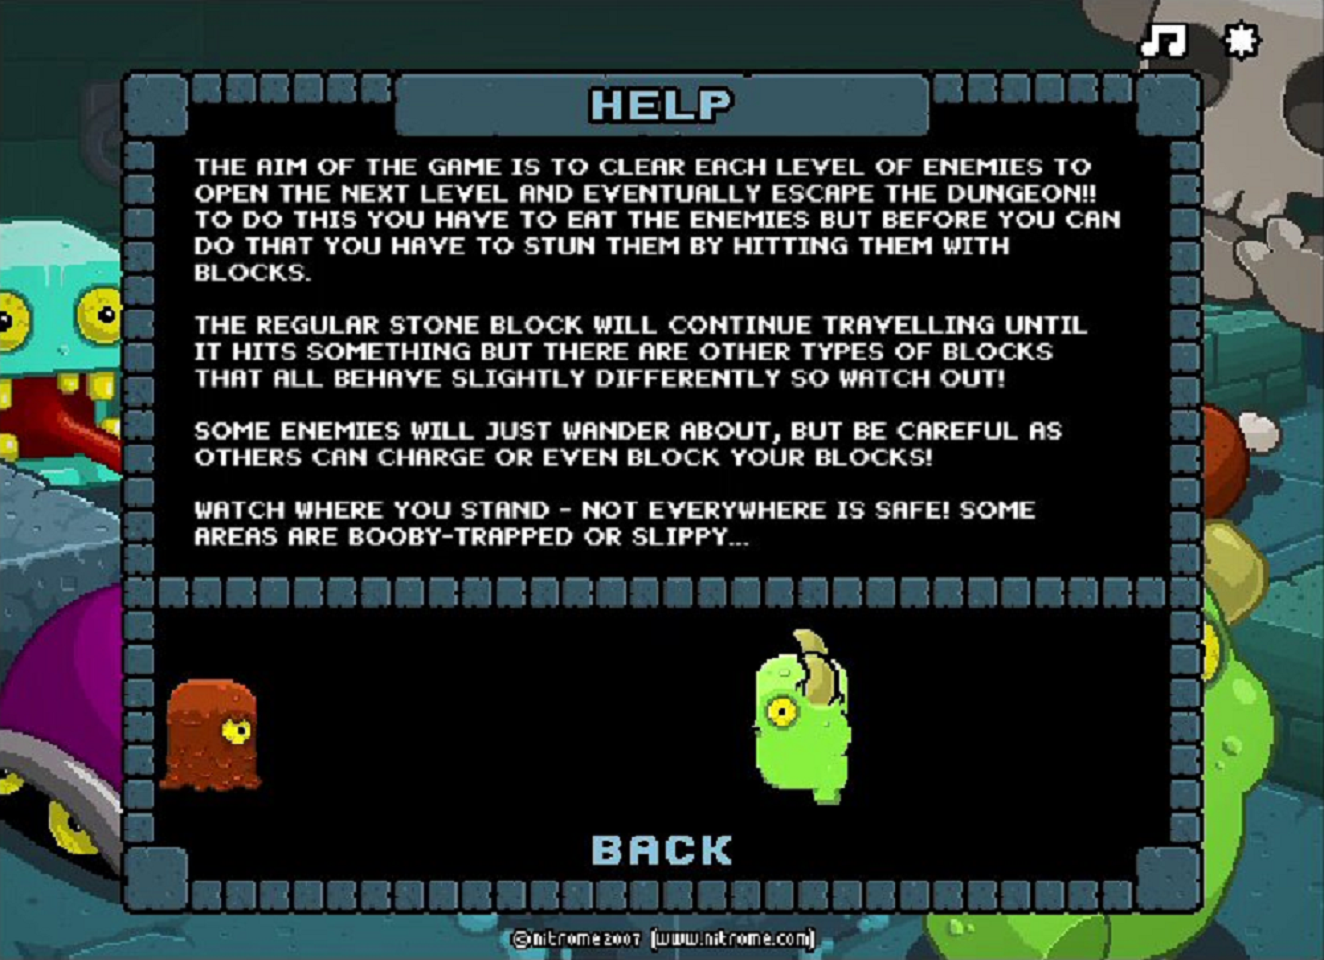 HELP
THE AIM OF THE GAME IS TO CLEAR EACH LEVEL OF ENEMIES TO
OPEN THE NEXT LEVEL AND EVENTUALLY ESCAPE THE DUNGEON!!
TO DO THIS YOU HAVE TO EAT THE ENEMIES BUT BEFORE YOU CAN
DO THAT YOU HAVE TO STUN THEM BY HITTING THEM WITH
BLOCKS.
THE REGULAR STONE BLOCK WILL CONTINUE TRAVELLING UNTIL
IT HITS SOMETHING BUT THERE ARE OTHER TYPES OF BLOCKS
THAT ALL BEHAVE SLIGHTLY DIFFERENTLY SO WATCH OUT!
SOME ENEMIES WILL JUST WANDER ABOUT, BUT BE CAREFUL AS
OTHERS CAN CHARGE OR EVEN BLOCK YOUR BLOCKS!
WATCH WHERE YOU STAND - NOT EVERYWHERE IS SAFE! SOME
AREAS ARE BOOBY-TRAPPED OR SLIPPY...
BACK
©nitrome2007 [www.nitrome.com]